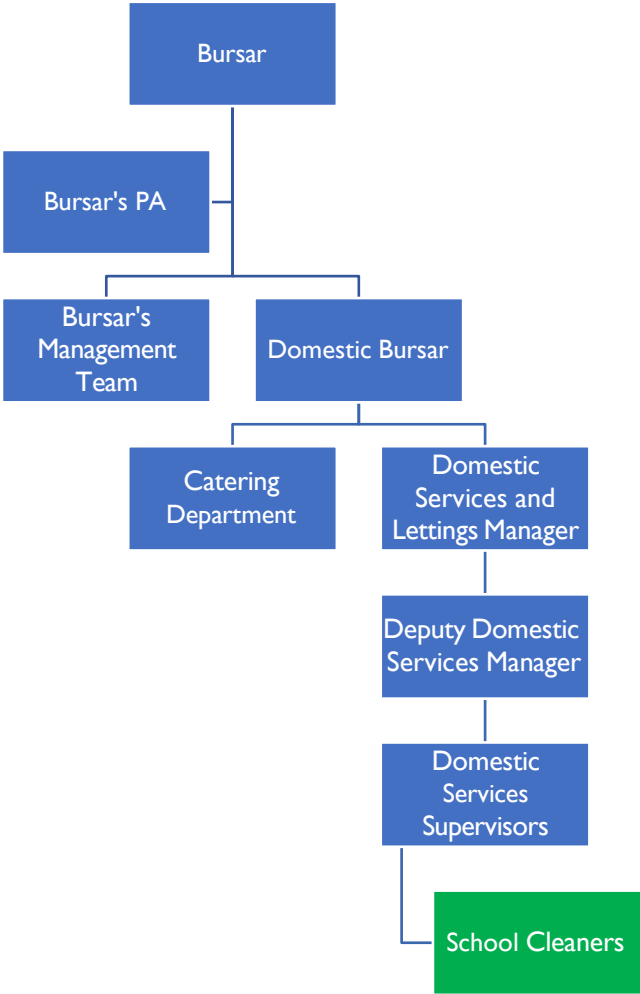 Bursar
Bursar's PA
Bursar's
Management
Team
Domestic Bursar
Catering
Department
Domestic
Services and
Lettings Manager
Deputy Domestic
Services Manager
Domestic
Services
Supervisors
School Cleaners